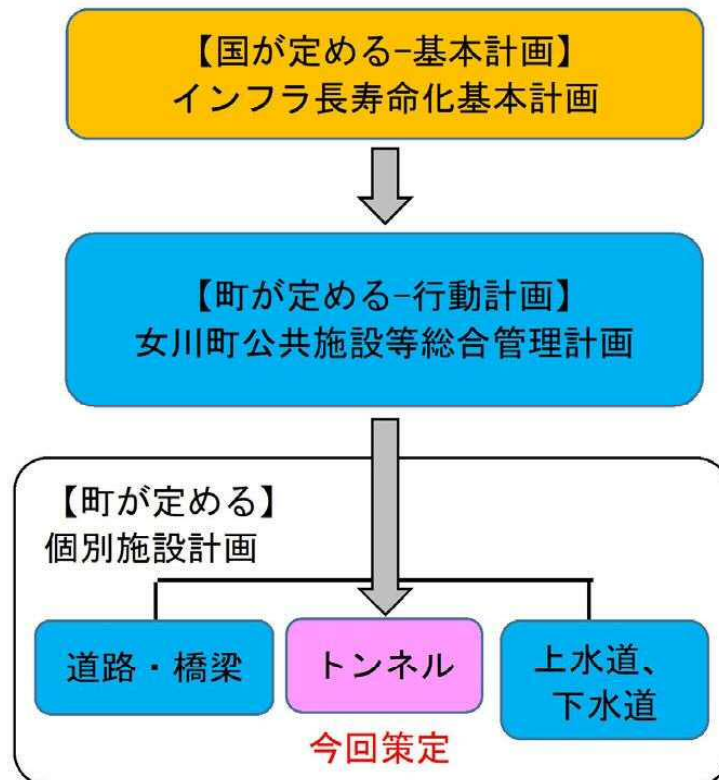 【国が定める-基本計画】
インフラ長寿命化基本計画
【町が定める-行動計画】
女川町公共施設等総合管理計画
【町が定める】
個別施設計画
道路・橋梁
トンネル
上水道、
下水道
今回策定